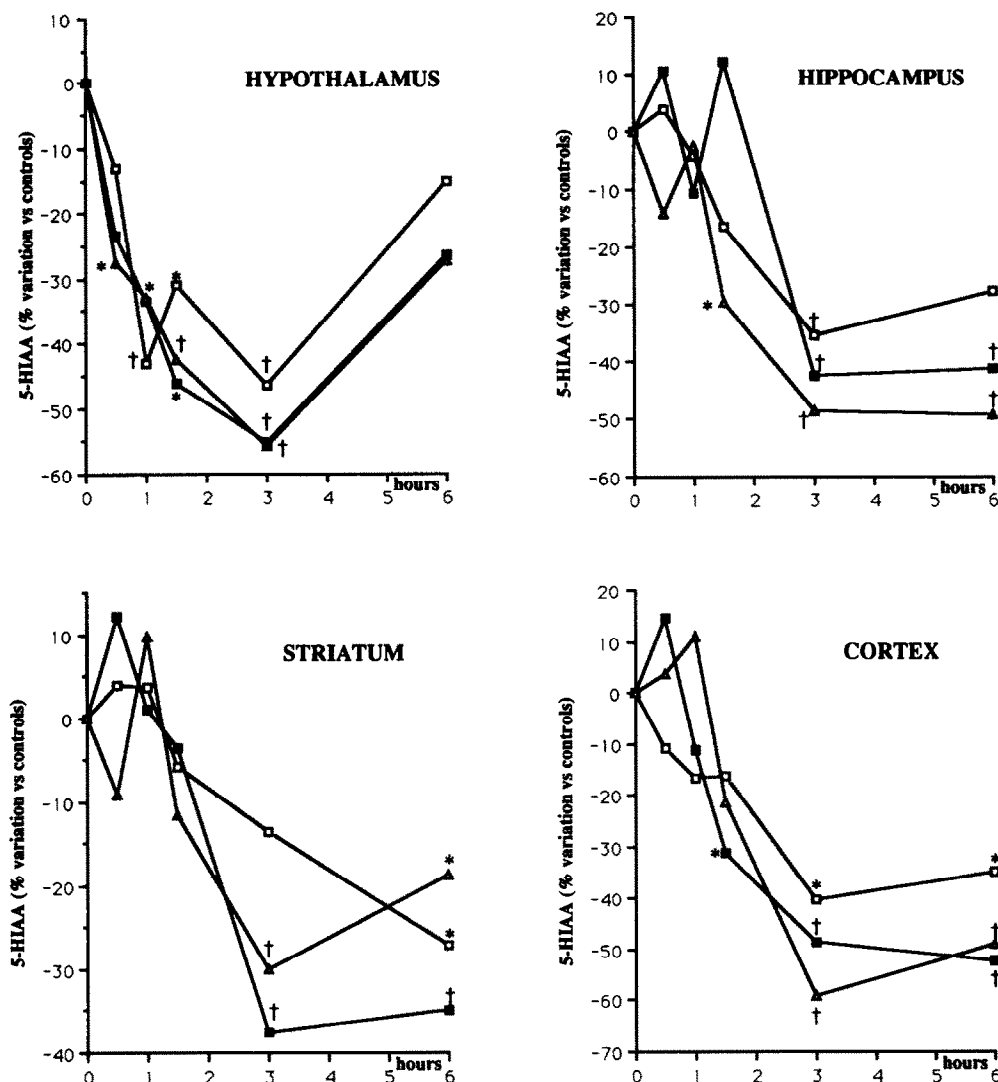 HYPOTHALAMUS
5-HIAA (% variation vs controls)
10
0
-10
-20
-30
-40
-50
-60
* * * † † * † † †
0 1 2 3 4 5 6
hours
HIPPOCAMPUS
5-HIAA (% variation vs controls)
20
10
0
-10
-20
-30
-40
-50
-60
* † † † † †
0 1 2 3 4 5 6
hours
STRIATUM
5-HIAA (% variation vs controls)
10
0
-10
-20
-30
-40
* * † † †
0 1 2 3 4 5 6
hours
CORTEX
5-HIAA (% variation vs controls)
20
10
0
-10
-20
-30
-40
-50
-60
-70
* * * † † † †
0 1 2 3 4 5 6
hours